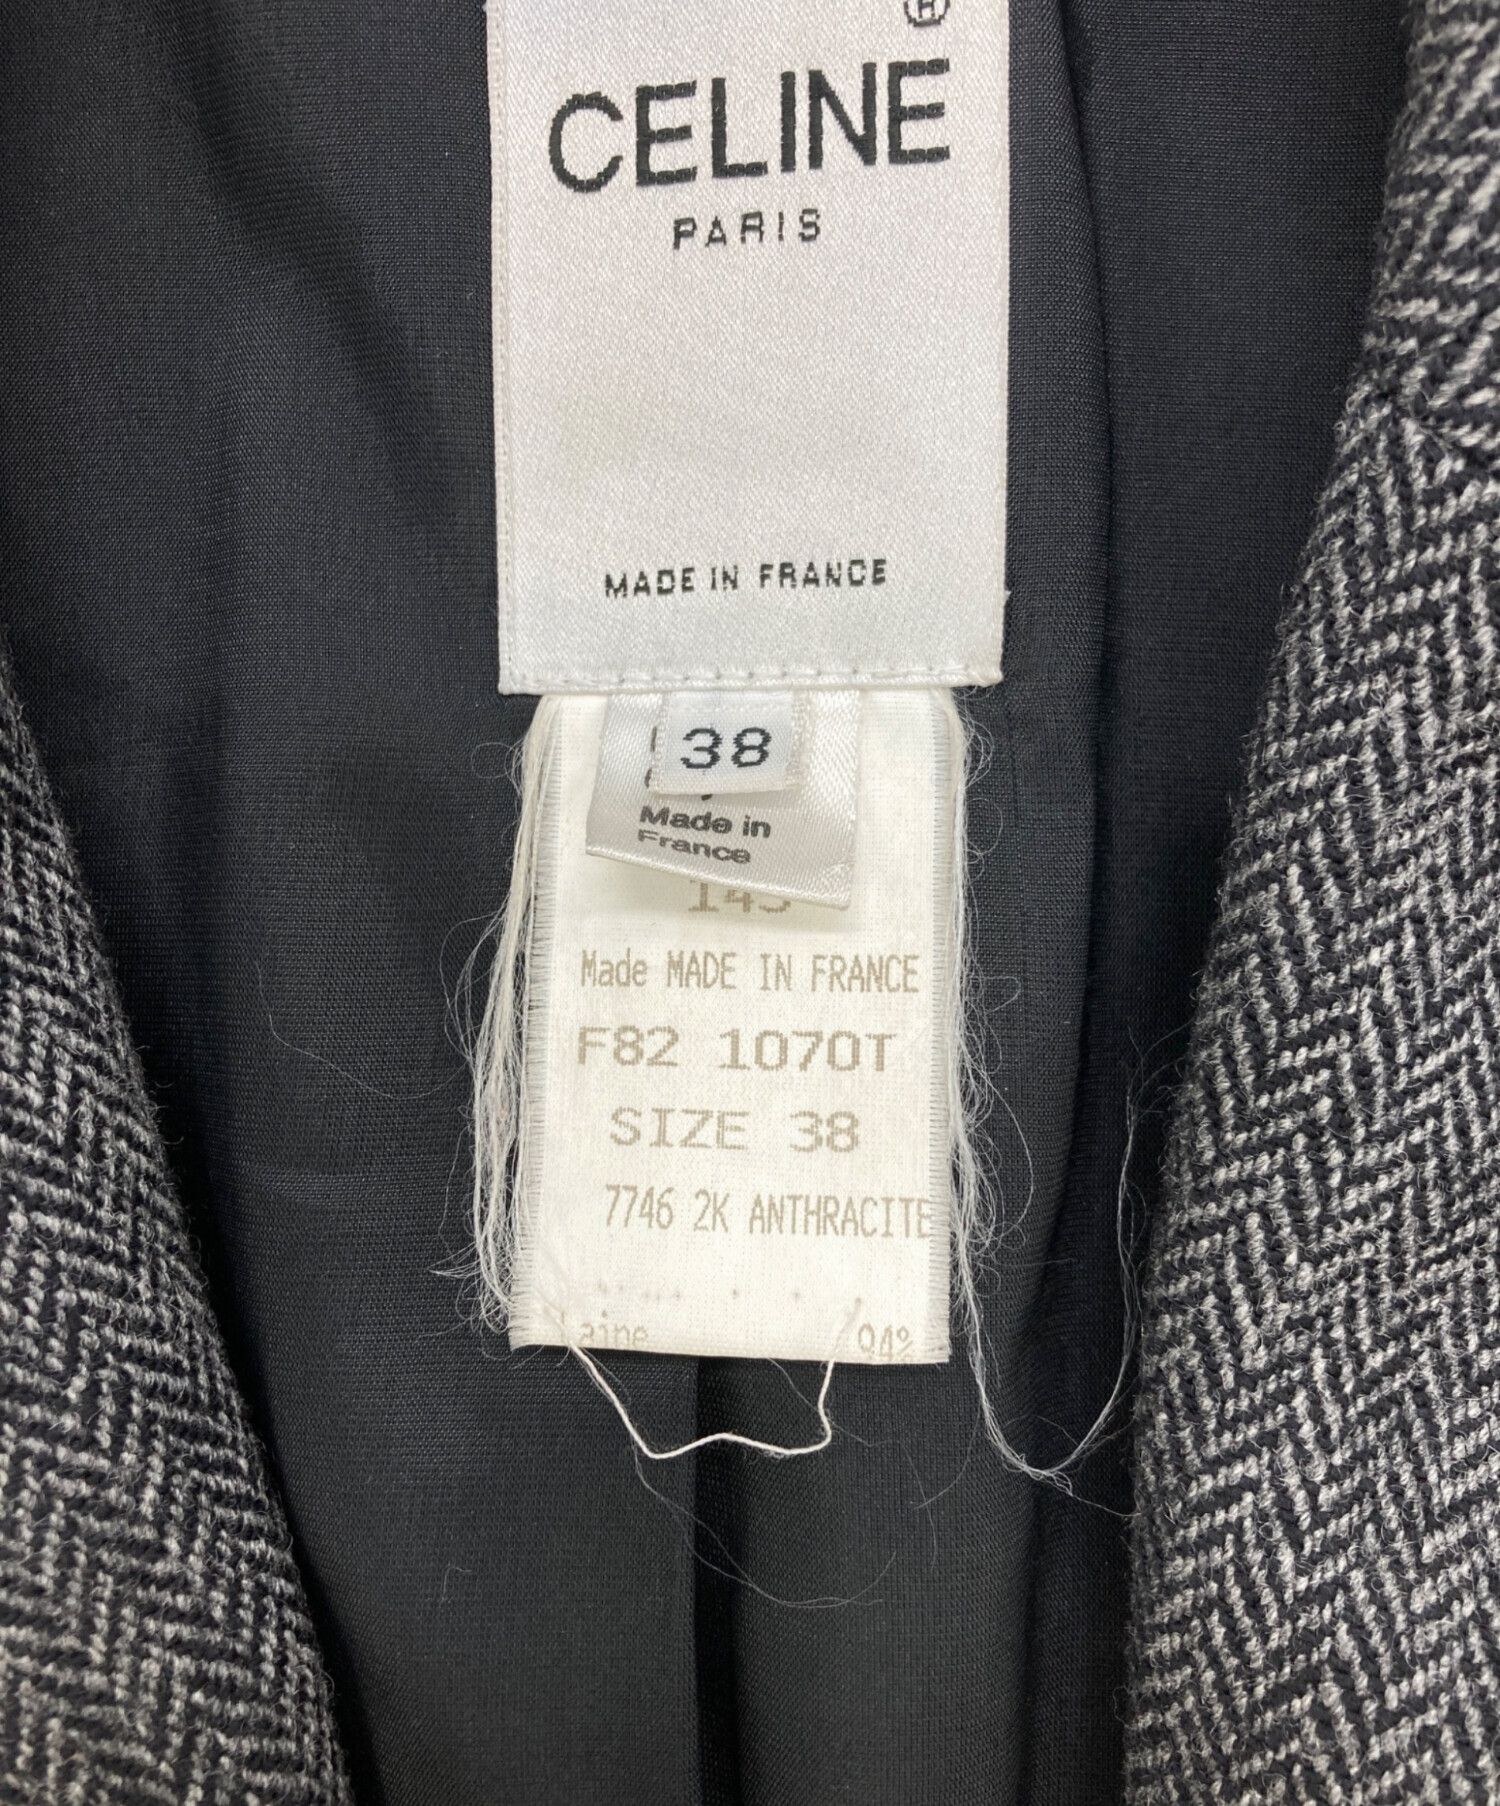 ®
CELINE
PARIS
MADE IN FRANCE
38
Made in
France
Made MADE IN FRANCE
F82 1070T
SIZE 38
7746 2K ANTHRACITE
94%